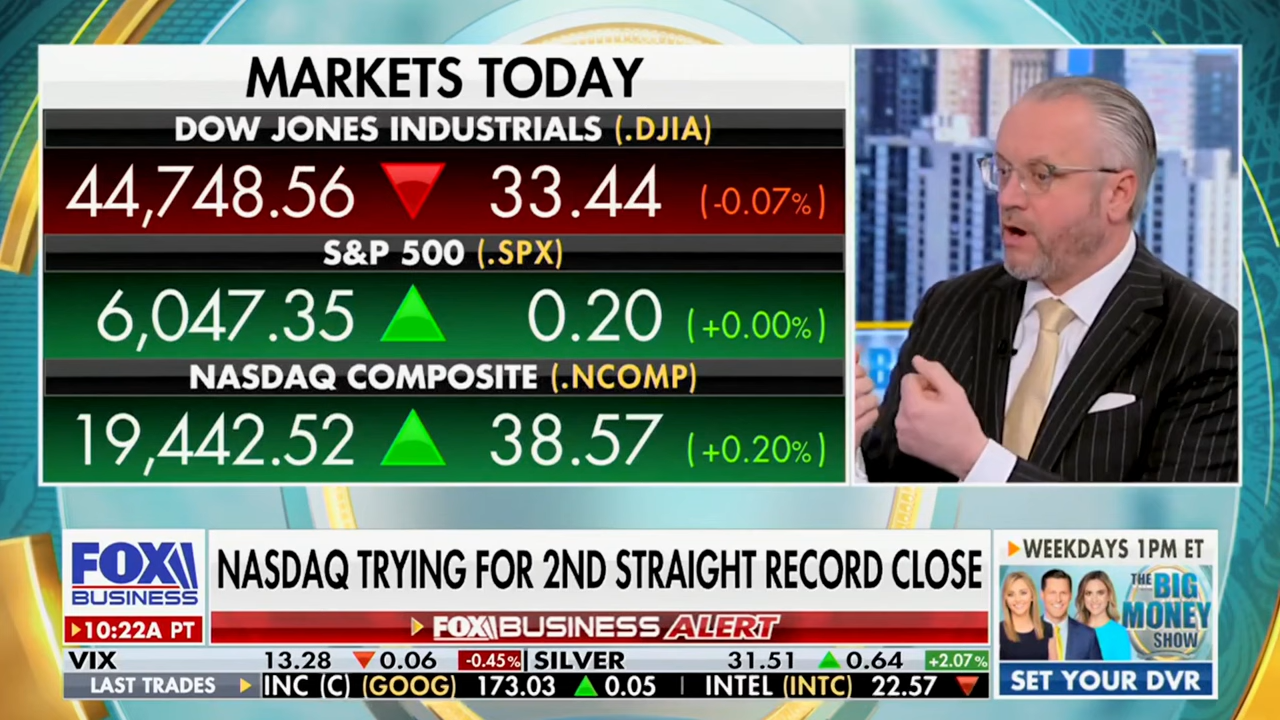 MARKETS TODAY
DOW JONES INDUSTRIALS (.DJIA)
44,748.56 ▼ 33.44 (-0.07%)
S&P 500 (.SPX)
6,047.35 ▲ 0.20 (+0.00%)
NASDAQ COMPOSITE (.NCOMP)
19,442.52 ▲ 38.57 (+0.20%)
FOX BUSINESS
10:22A PT
NASDAQ TRYING FOR 2ND STRAIGHT RECORD CLOSE
FOX BUSINESS ALERT
WEEKDAYS 1PM ET
THE BIG MONEY SHOW
SET YOUR DVR
VIX 13.28 ▼ 0.06 -0.45% SILVER 31.51 ▲ 0.64 +2.07%
LAST TRADES INC (C) (GOOG) 173.03 ▲ 0.05 | INTEL (INTC) 22.57 ▼